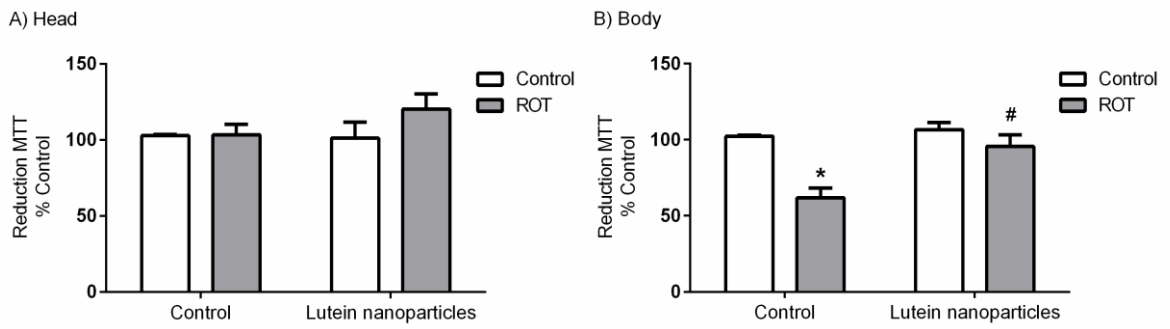 A) Head
150
100
50
0
Reduction MTT
% Control
Control
ROT
Control
Lutein nanoparticles
B) Body
150
100
50
0
Reduction MTT
% Control
*
#
Control
ROT
Control
Lutein nanoparticles